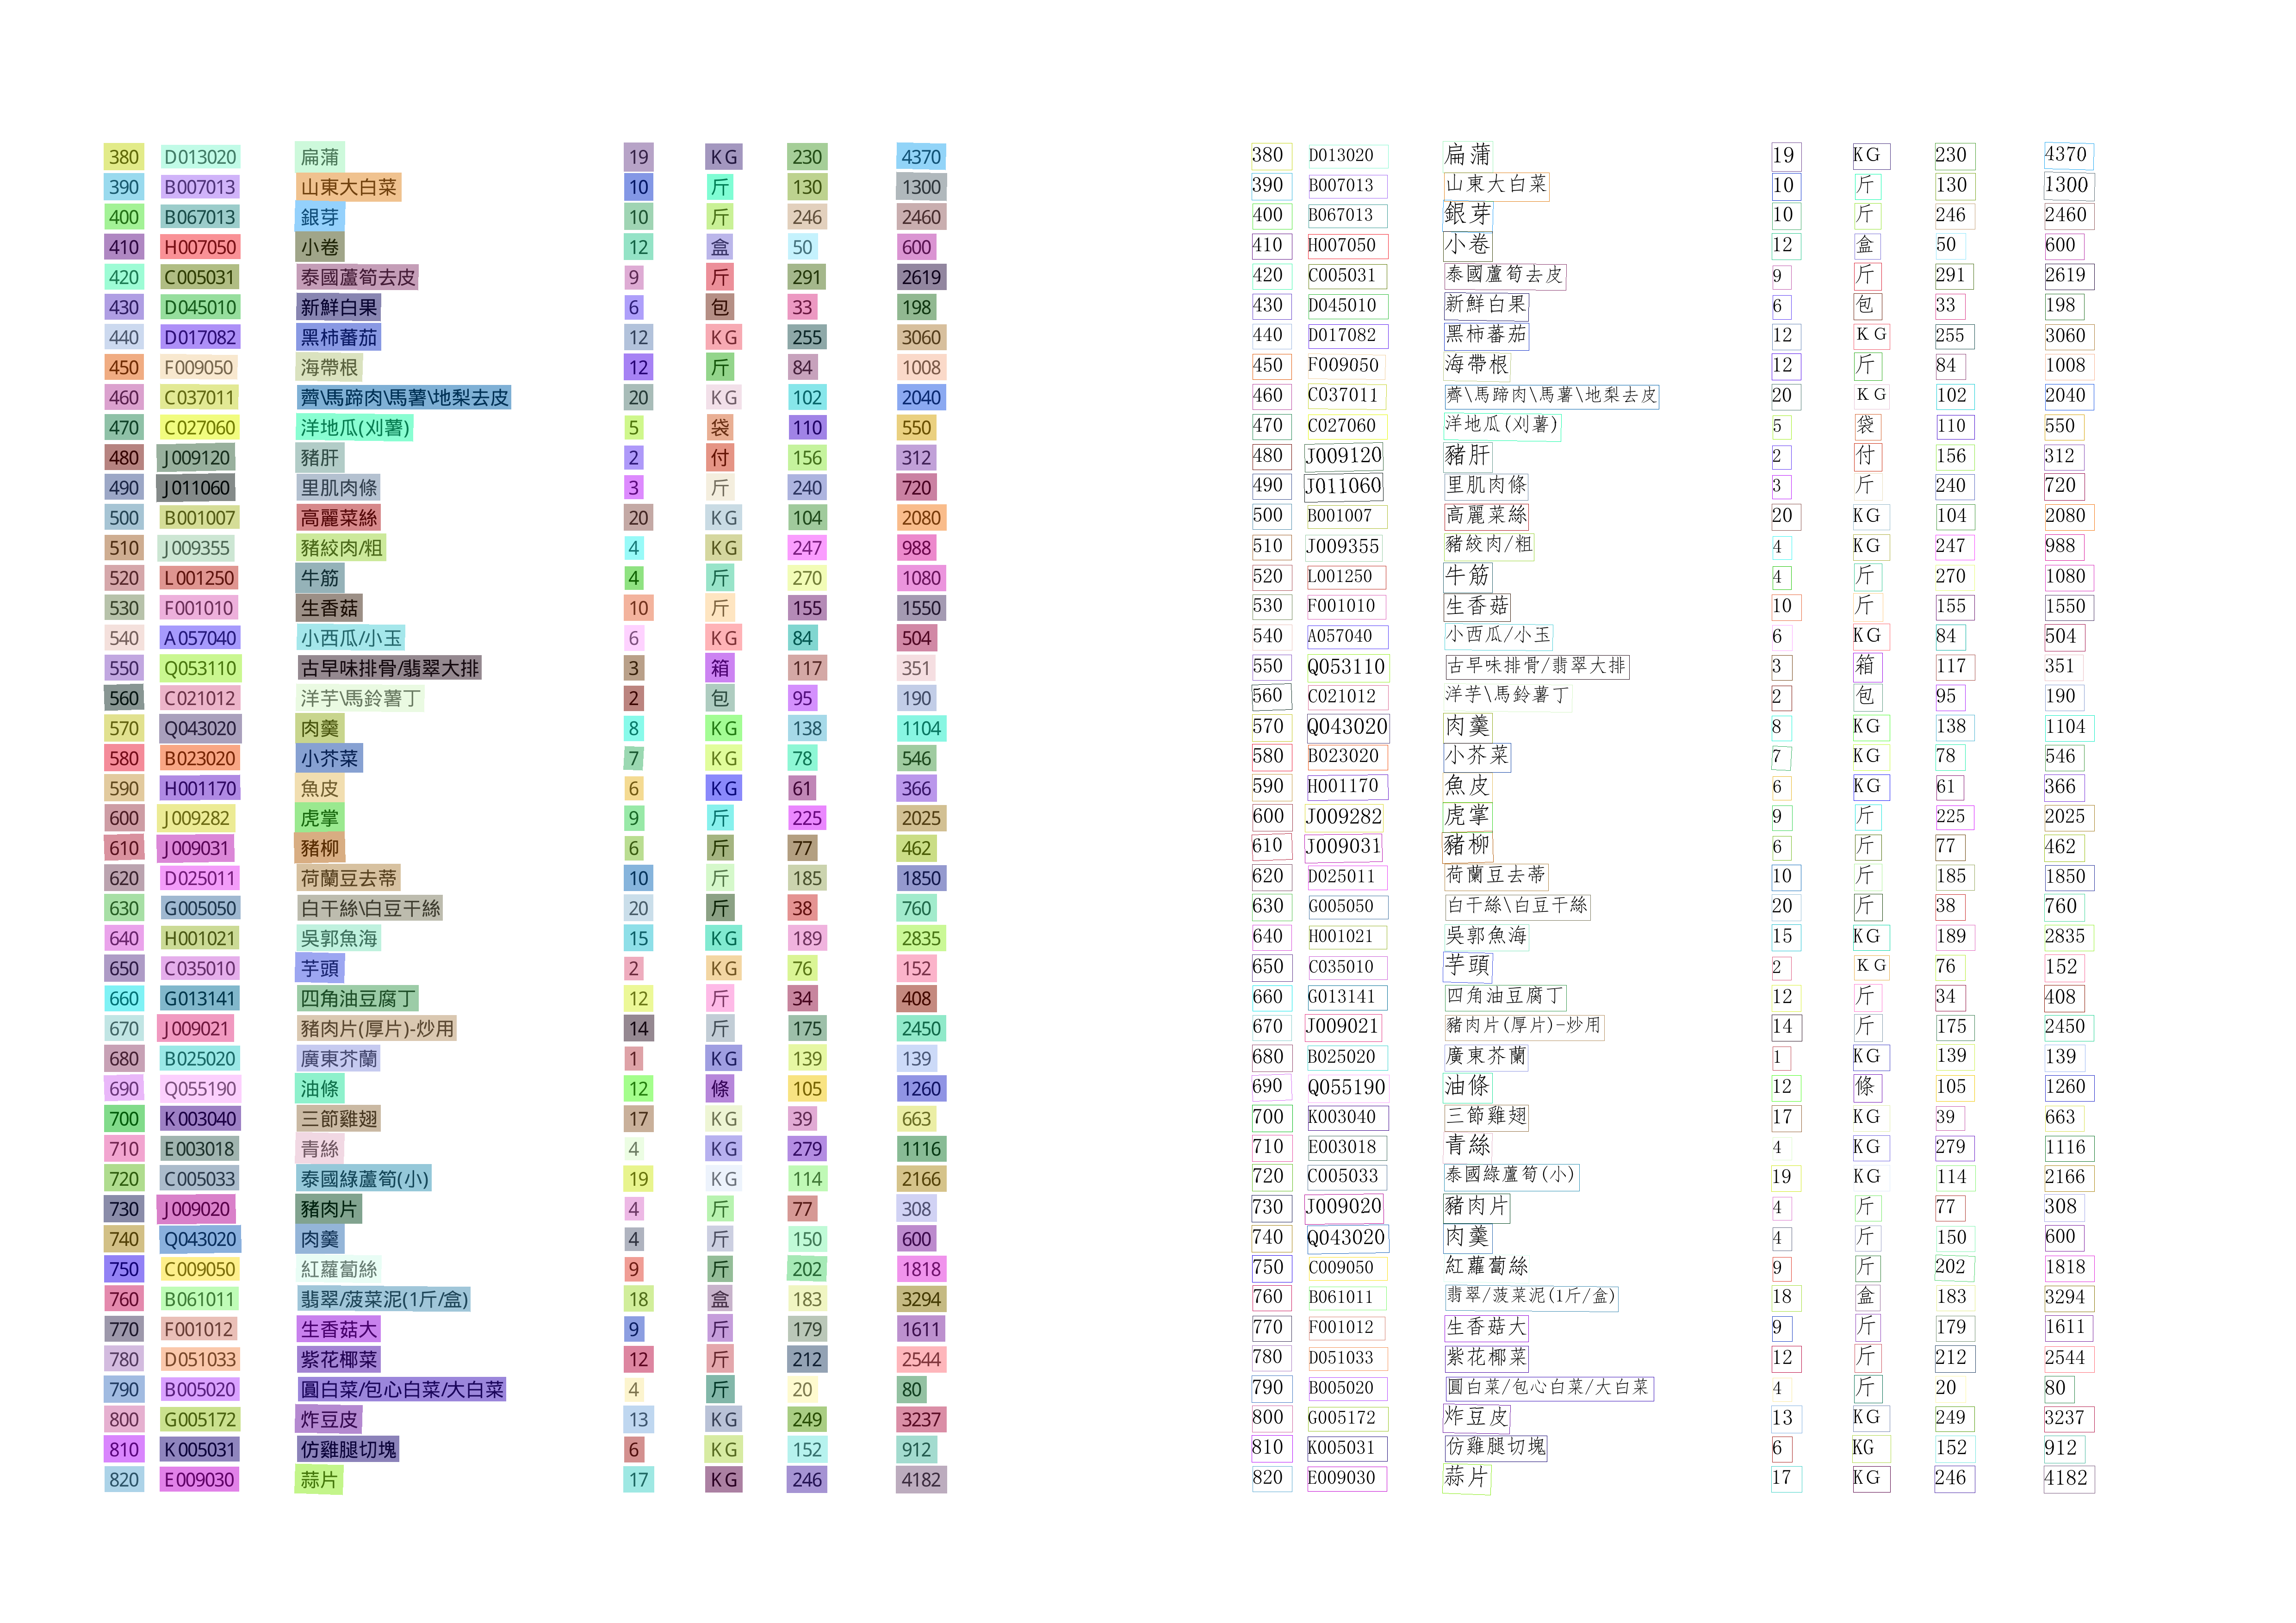 380 D013020 扁蒲 19 KG 230 4370
390 B007013 山東大白菜 10 斤 130 1300
400 B067013 銀芽 10 斤 246 2460
410 H007050 小卷 12 盒 50 600
420 C005031 泰國蘆筍去皮 9 斤 291 2619
430 D045010 新鮮白果 6 包 33 198
440 D017082 黑柿蕃茄 12 KG 255 3060
450 F009050 海帶根 12 斤 84 1008
460 C037011 薺\馬蹄肉\馬薯\地梨去皮 20 KG 102 2040
470 C027060 洋地瓜(刈薯) 5 袋 110 550
480 J009120 豬肝 2 付 156 312
490 J011060 里肌肉條 3 斤 240 720
500 B001007 高麗菜絲 20 KG 104 2080
510 J009355 豬絞肉/粗 4 KG 247 988
520 L001250 牛筋 4 斤 270 1080
530 F001010 生香菇 10 斤 155 1550
540 A057040 小西瓜/小玉 6 KG 84 504
550 Q053110 古早味排骨/翡翠大排 3 箱 117 351
560 C021012 洋芋\馬鈴薯丁 2 包 95 190
570 Q043020 肉羹 8 KG 138 1104
580 B023020 小芥菜 7 KG 78 546
590 H001170 魚皮 6 KG 61 366
600 J009282 虎掌 9 斤 225 2025
610 J009031 豬柳 6 斤 77 462
620 D025011 荷蘭豆去蒂 10 斤 185 1850
630 G005050 白干絲\白豆干絲 20 斤 38 760
640 H001021 吳郭魚海 15 KG 189 2835
650 C035010 芋頭 2 KG 76 152
660 G013141 四角油豆腐丁 12 斤 34 408
670 J009021 豬肉片(厚片)-炒用 14 斤 175 2450
680 B025020 廣東芥蘭 1 KG 139 139
690 Q055190 油條 12 條 105 1260
700 K003040 三節雞翅 17 KG 39 663
710 E003018 青絲 4 KG 279 1116
720 C005033 泰國綠蘆筍(小) 19 KG 114 2166
730 J009020 豬肉片 4 斤 77 308
740 Q043020 肉羹 4 斤 150 600
750 C009050 紅蘿蔔絲 9 斤 202 1818
760 B061011 翡翠/菠菜泥(1斤/盒) 18 盒 183 3294
770 F001012 生香菇大 9 斤 179 1611
780 D051033 紫花椰菜 12 斤 212 2544
790 B005020 圓白菜/包心白菜/大白菜 4 斤 20 80
800 G005172 炸豆皮 13 KG 249 3237
810 K005031 仿雞腿切塊 6 KG 152 912
820 E009030 蒜片 17 KG 246 4182
380 D013020 扁蒲 19 KG 230 4370
390 B007013 山東大白菜 10 斤 130 1300
400 B067013 銀芽 10 斤 246 2460
410 H007050 小卷 12 盒 50 600
420 C005031 泰國蘆筍去皮 9 斤 291 2619
430 D045010 新鮮白果 6 包 33 198
440 D017082 黑柿蕃茄 12 KG 255 3060
450 F009050 海帶根 12 斤 84 1008
460 C037011 薺\馬蹄肉\馬薯\地梨去皮 20 KG 102 2040
470 C027060 洋地瓜(刈薯) 5 袋 110 550
480 J009120 豬肝 2 付 156 312
490 J011060 里肌肉條 3 斤 240 720
500 B001007 高麗菜絲 20 KG 104 2080
510 J009355 豬絞肉/粗 4 KG 247 988
520 L001250 牛筋 4 斤 270 1080
530 F001010 生香菇 10 斤 155 1550
540 A057040 小西瓜/小玉 6 KG 84 504
550 Q053110 古早味排骨/翡翠大排 3 箱 117 351
560 C021012 洋芋\馬鈴薯丁 2 包 95 190
570 Q043020 肉羹 8 KG 138 1104
580 B023020 小芥菜 7 KG 78 546
590 H001170 魚皮 6 KG 61 366
600 J009282 虎掌 9 斤 225 2025
610 J009031 豬柳 6 斤 77 462
620 D025011 荷蘭豆去蒂 10 斤 185 1850
630 G005050 白干絲\白豆干絲 20 斤 38 760
640 H001021 吳郭魚海 15 KG 189 2835
650 C035010 芋頭 2 KG 76 152
660 G013141 四角油豆腐丁 12 斤 34 408
670 J009021 豬肉片(厚片)-炒用 14 斤 175 2450
680 B025020 廣東芥蘭 1 KG 139 139
690 Q055190 油條 12 條 105 1260
700 K003040 三節雞翅 17 KG 39 663
710 E003018 青絲 4 KG 279 1116
720 C005033 泰國綠蘆筍(小) 19 KG 114 2166
730 J009020 豬肉片 4 斤 77 308
740 Q043020 肉羹 4 斤 150 600
750 C009050 紅蘿蔔絲 9 斤 202 1818
760 B061011 翡翠/菠菜泥(1斤/盒) 18 盒 183 3294
770 F001012 生香菇大 9 斤 179 1611
780 D051033 紫花椰菜 12 斤 212 2544
790 B005020 圓白菜/包心白菜/大白菜 4 斤 20 80
800 G005172 炸豆皮 13 KG 249 3237
810 K005031 仿雞腿切塊 6 KG 152 912
820 E009030 蒜片 17 KG 246 4182